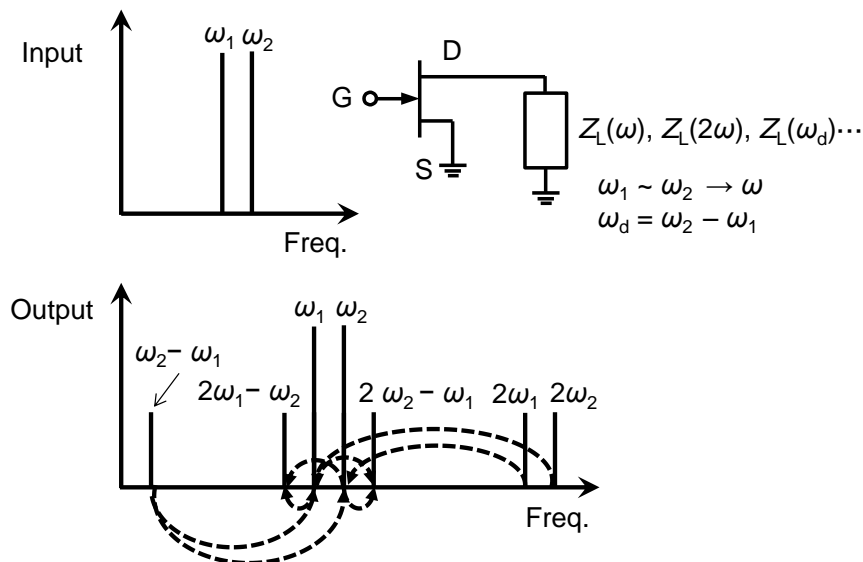 Input
ω1 ω2
Freq.
D
G
S
ZL(ω), ZL(2ω), ZL(ωd)···
ω1 ~ ω2 → ω
ωd = ω2 − ω1
Output
ω1 ω2
ω2 − ω1
2ω1 − ω2
2 ω2 − ω1
2ω1 2ω2
Freq.